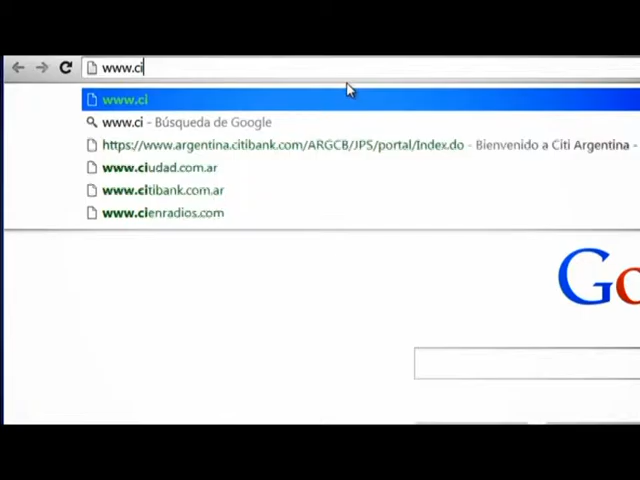 www.ci
www.ci
www.ci - Búsqueda de Google
https://www.argentina.citibank.com/ARGCB/JPS/portal/Index.do - Bienvenido a Citi Argentina -
www.ciudad.com.ar
www.citibank.com.ar
www.cienradios.com
Go